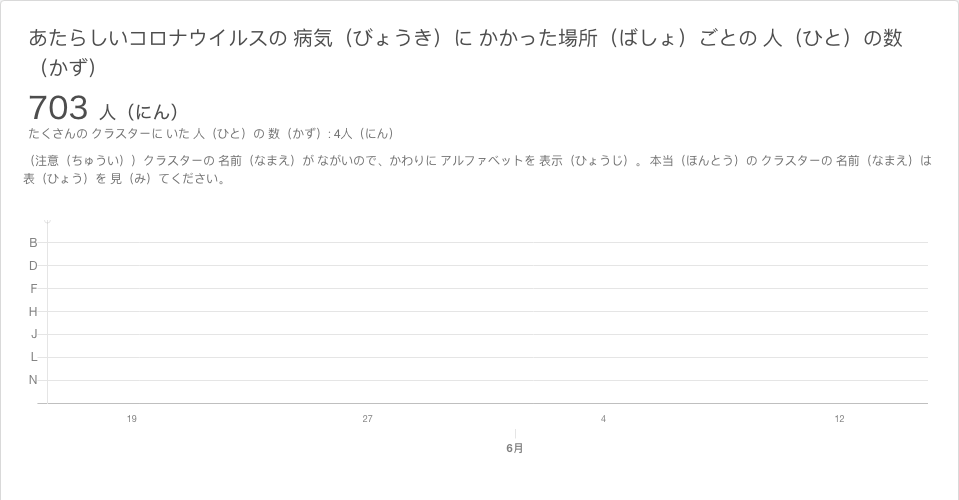 あたらしいコロナウイルスの 病気（びょうき）に かかった場所（ばしょ）ごとの 人（ひと）の数
（かず）
703 人（にん）
たくさんの クラスターに いた 人（ひと）の 数（かず）: 4人（にん）
（注意（ちゅうい））クラスターの 名前（なまえ）が ながいので、かわりに アルファベットを 表示（ひょうじ）。 本当（ほんとう）の クラスターの 名前（なまえ）は
表（ひょう）を 見（み）てください。
B
D
F
H
J
L
N
19 27 4 12
6月